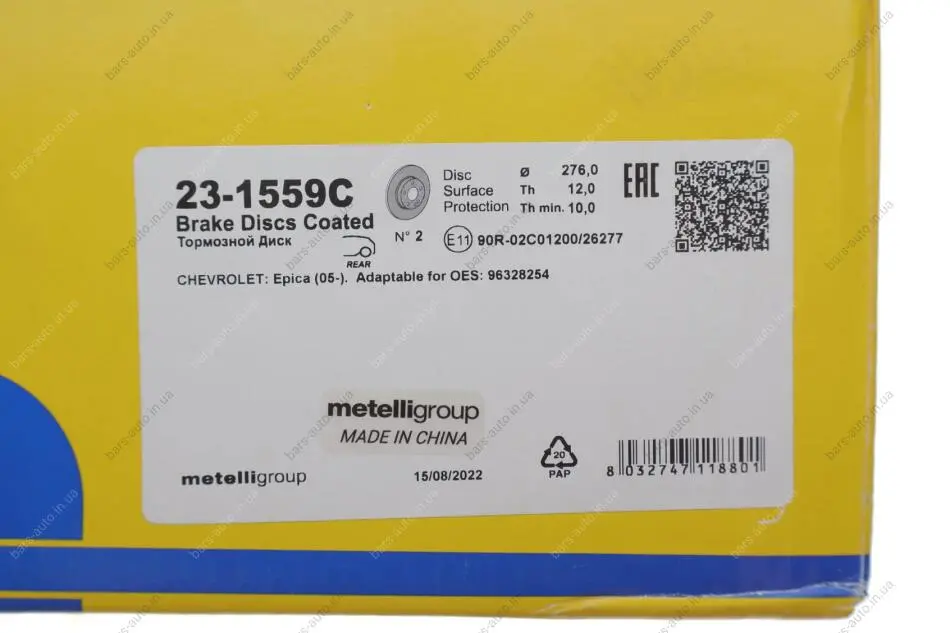 23-1559C
Brake Discs Coated
Тормозной Диск
REAR
N° 2
Disc Ø 276,0
Surface Th 12,0
Protection Th min. 10,0
EAC
E11 90R-02C01200/26277
CHEVROLET: Epica (05-). Adaptable for OES: 96328254
metelligroup
MADE IN CHINA
metelligroup
15/08/2022
20
PAP
8 032747 118801
bars-auto.in.ua